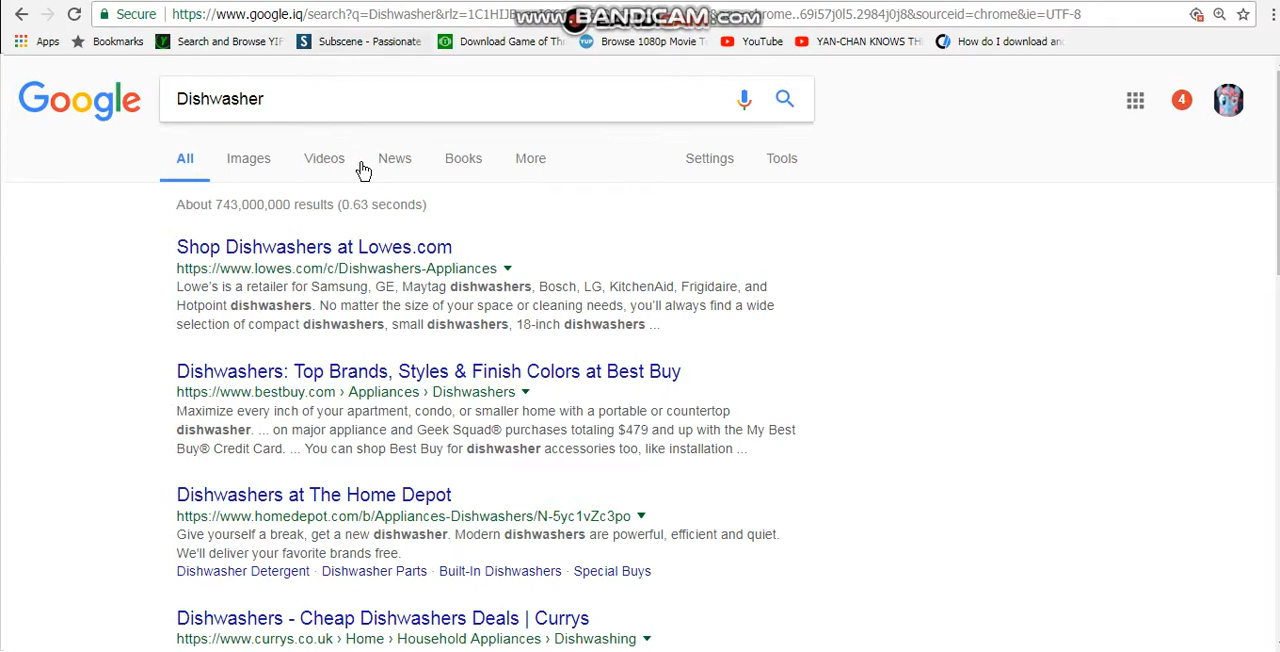 Secure https://www.google.iq/search?q=Dishwasher&rlz=1C1HIJB
www.BANDICAM.com
chrome..69i57j0l5.2984j0j8&sourceid=chrome&ie=UTF-8
Apps Bookmarks Search and Browse YIF Subscene - Passionate Download Game of Thr Browse 1080p Movie T YouTube YAN-CHAN KNOWS TH How do I download an
Google Dishwasher 4
All Images Videos News Books More Settings Tools
About 743,000,000 results (0.63 seconds)
Shop Dishwashers at Lowes.com
https://www.lowes.com/c/Dishwashers-Appliances
Lowe's is a retailer for Samsung, GE, Maytag dishwashers, Bosch, LG, KitchenAid, Frigidaire, and
Hotpoint dishwashers. No matter the size of your space or cleaning needs, you'll always find a wide
selection of compact dishwashers, small dishwashers, 18-inch dishwashers ...
Dishwashers: Top Brands, Styles & Finish Colors at Best Buy
https://www.bestbuy.com › Appliances › Dishwashers
Maximize every inch of your apartment, condo, or smaller home with a portable or countertop
dishwasher. ... on major appliance and Geek Squad® purchases totaling $479 and up with the My Best
Buy® Credit Card. ... You can shop Best Buy for dishwasher accessories too, like installation ...
Dishwashers at The Home Depot
https://www.homedepot.com/b/Appliances-Dishwashers/N-5yc1vZc3po
Give yourself a break, get a new dishwasher. Modern dishwashers are powerful, efficient and quiet.
We'll deliver your favorite brands free.
Dishwasher Detergent · Dishwasher Parts · Built-In Dishwashers · Special Buys
Dishwashers - Cheap Dishwashers Deals | Currys
https://www.currys.co.uk › Home › Household Appliances › Dishwashing